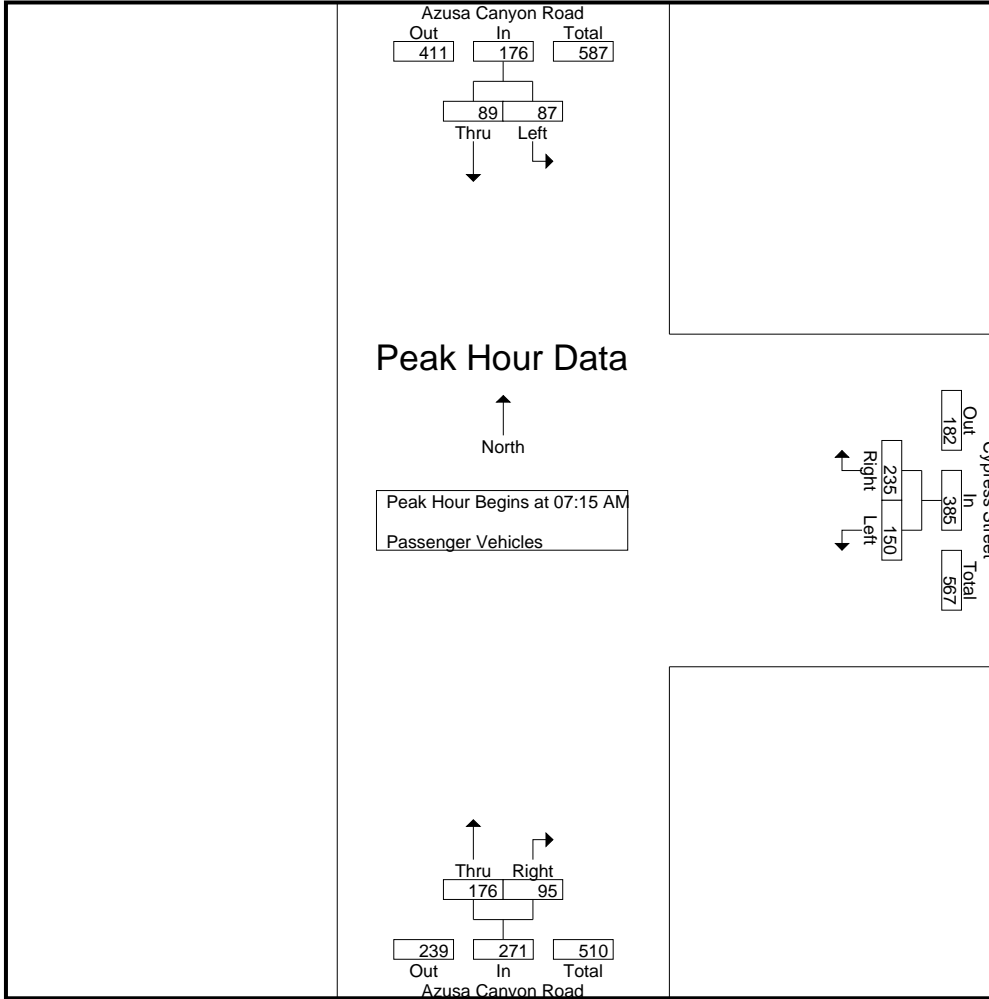 Azusa Canyon Road
Out In Total
411 176 587
89 87
Thru Left
Peak Hour Data
North
Peak Hour Begins at 07:15 AM
Passenger Vehicles
Cypress Street
Out In Total
182 385 567
235 150
Right Left
Thru Right
176 95
239 271 510
Out In Total
Azusa Canyon Road